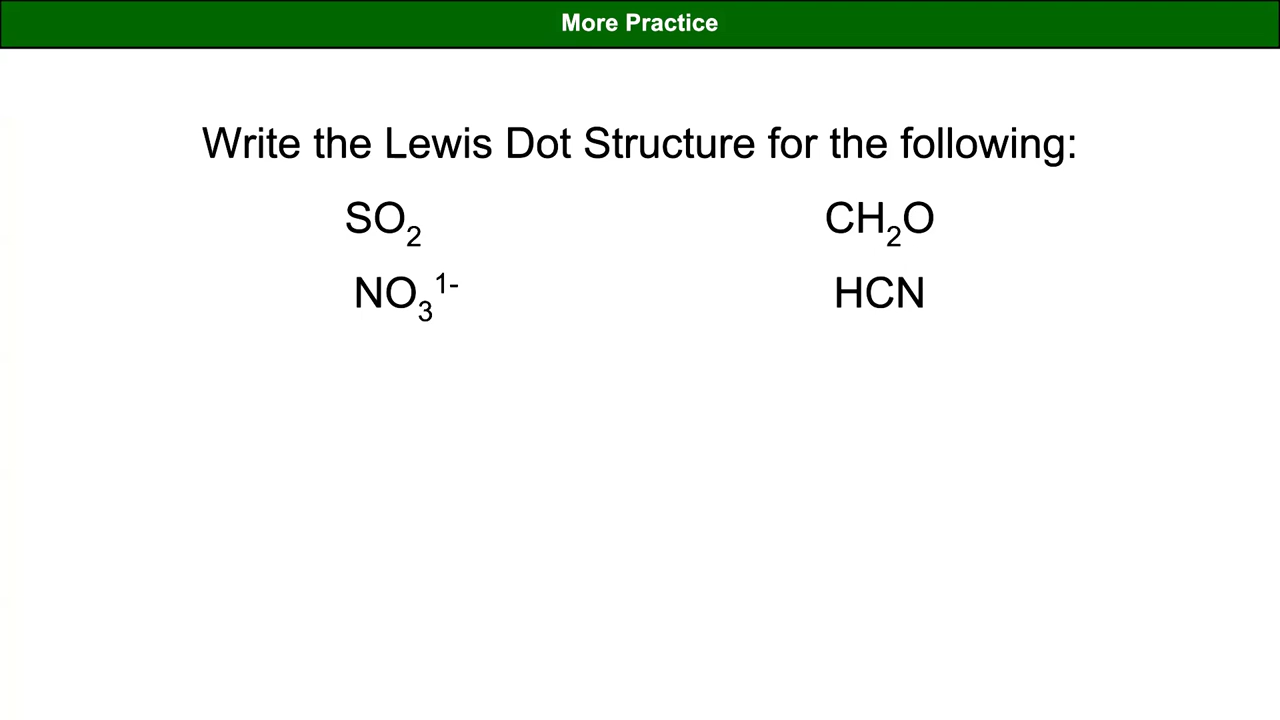 More Practice
Write the Lewis Dot Structure for the following:
SO₂ CH₂O
NO₃¹⁻ HCN